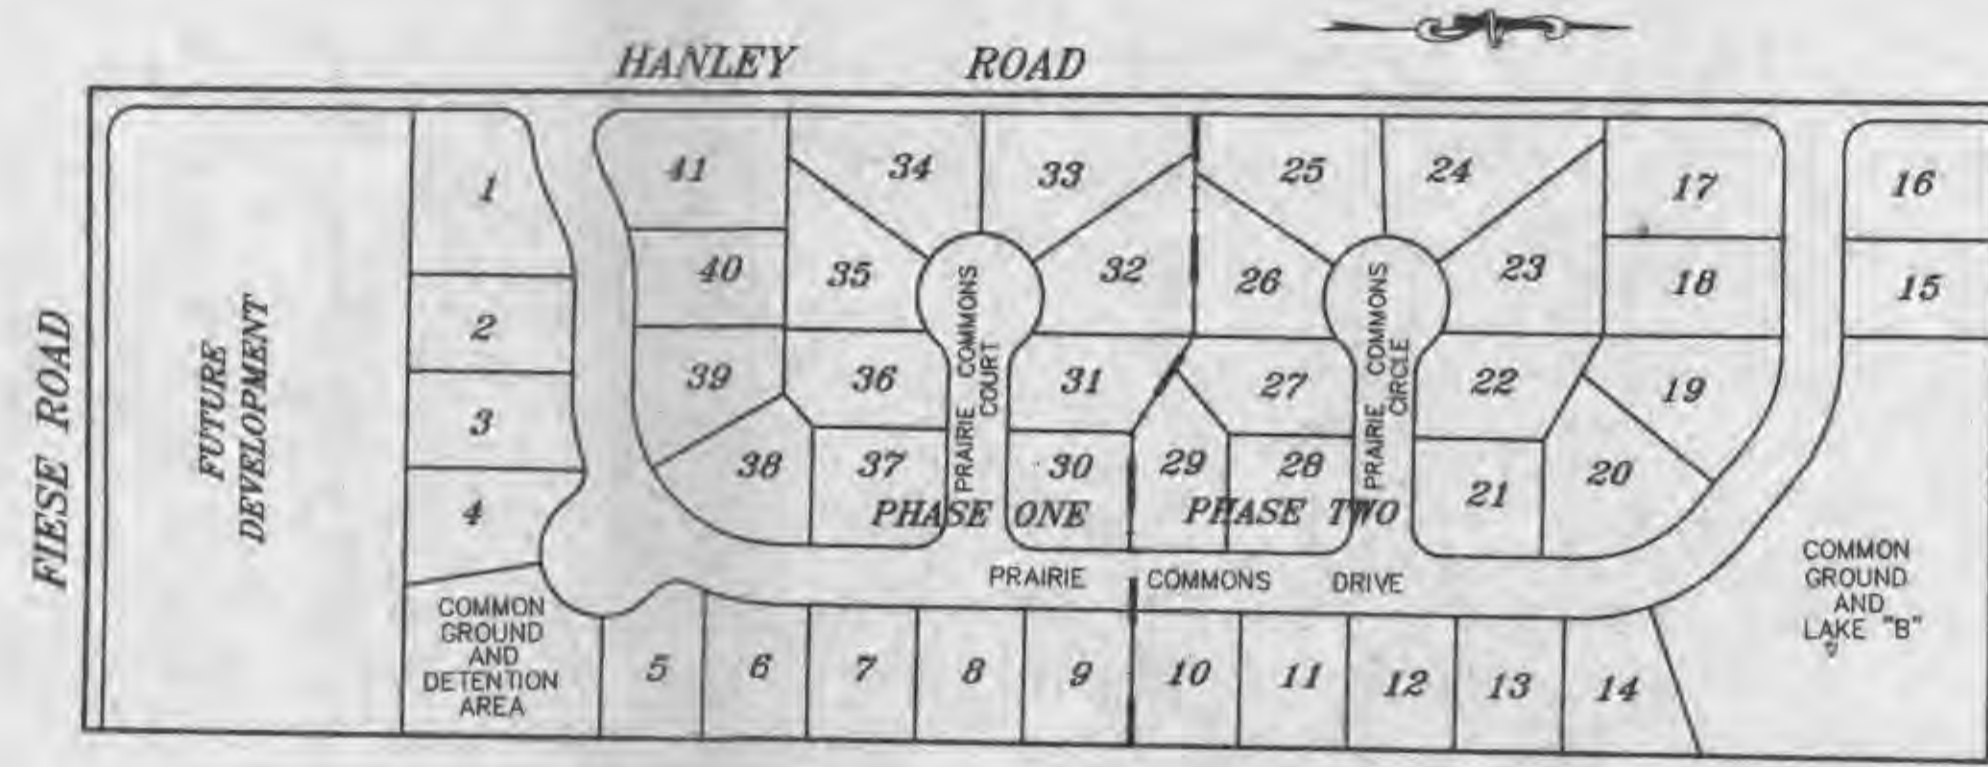 HANLEY ROAD
FIESE ROAD
FUTURE
DEVELOPMENT
1
2
3
4
COMMON
GROUND
AND
DETENTION
AREA
41
40
39
38
34
35
36
37
33
32
31
30
PRAIRIE COMMONS
COURT
PHASE ONE
25
26
27
28
29
24
23
22
21
PRAIRIE COMMONS
CIRCLE
PHASE TWO
17
18
19
20
16
15
PRAIRIE COMMONS DRIVE
5
6
7
8
9
10
11
12
13
14
COMMON
GROUND
AND
LAKE "B"